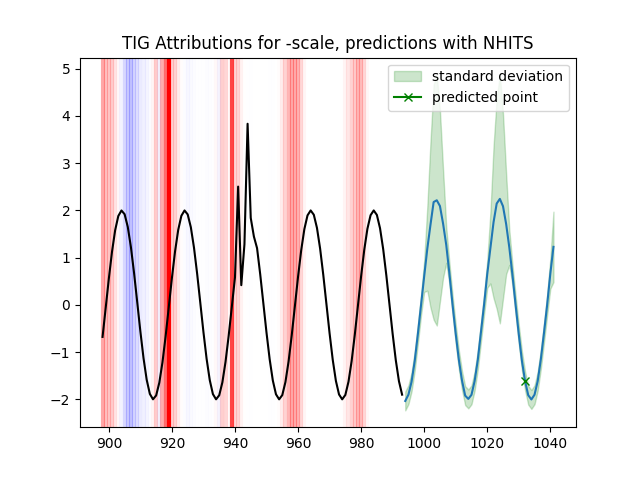 TIG Attributions for -scale, predictions with NHITS
standard deviation
predicted point
5
4
3
2
1
0
−1
−2
900 920 940 960 980 1000 1020 1040